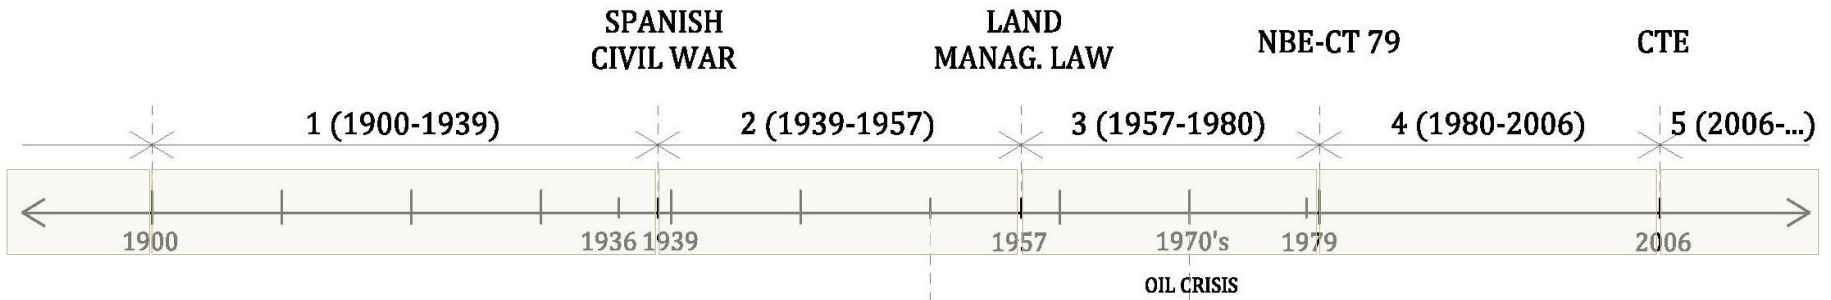 SPANISH
CIVIL WAR
LAND
MANAG. LAW
NBE-CT 79
CTE
1 (1900-1939)
2 (1939-1957)
3 (1957-1980)
4 (1980-2006)
5 (2006-...)
1900
1936
1939
1957
1970's
1979
2006
OIL CRISIS